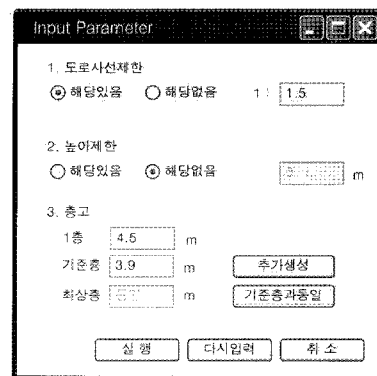 Input Parameter
1. 도로사선제한
해당있음 해당없음 1 : 1.5
2. 높이제한
해당있음 해당없음 m
3. 층고
1층 4.5 m
기준층 3.9 m 추가생성
최상층 m 기준층과동일
실 행 다시입력 취 소